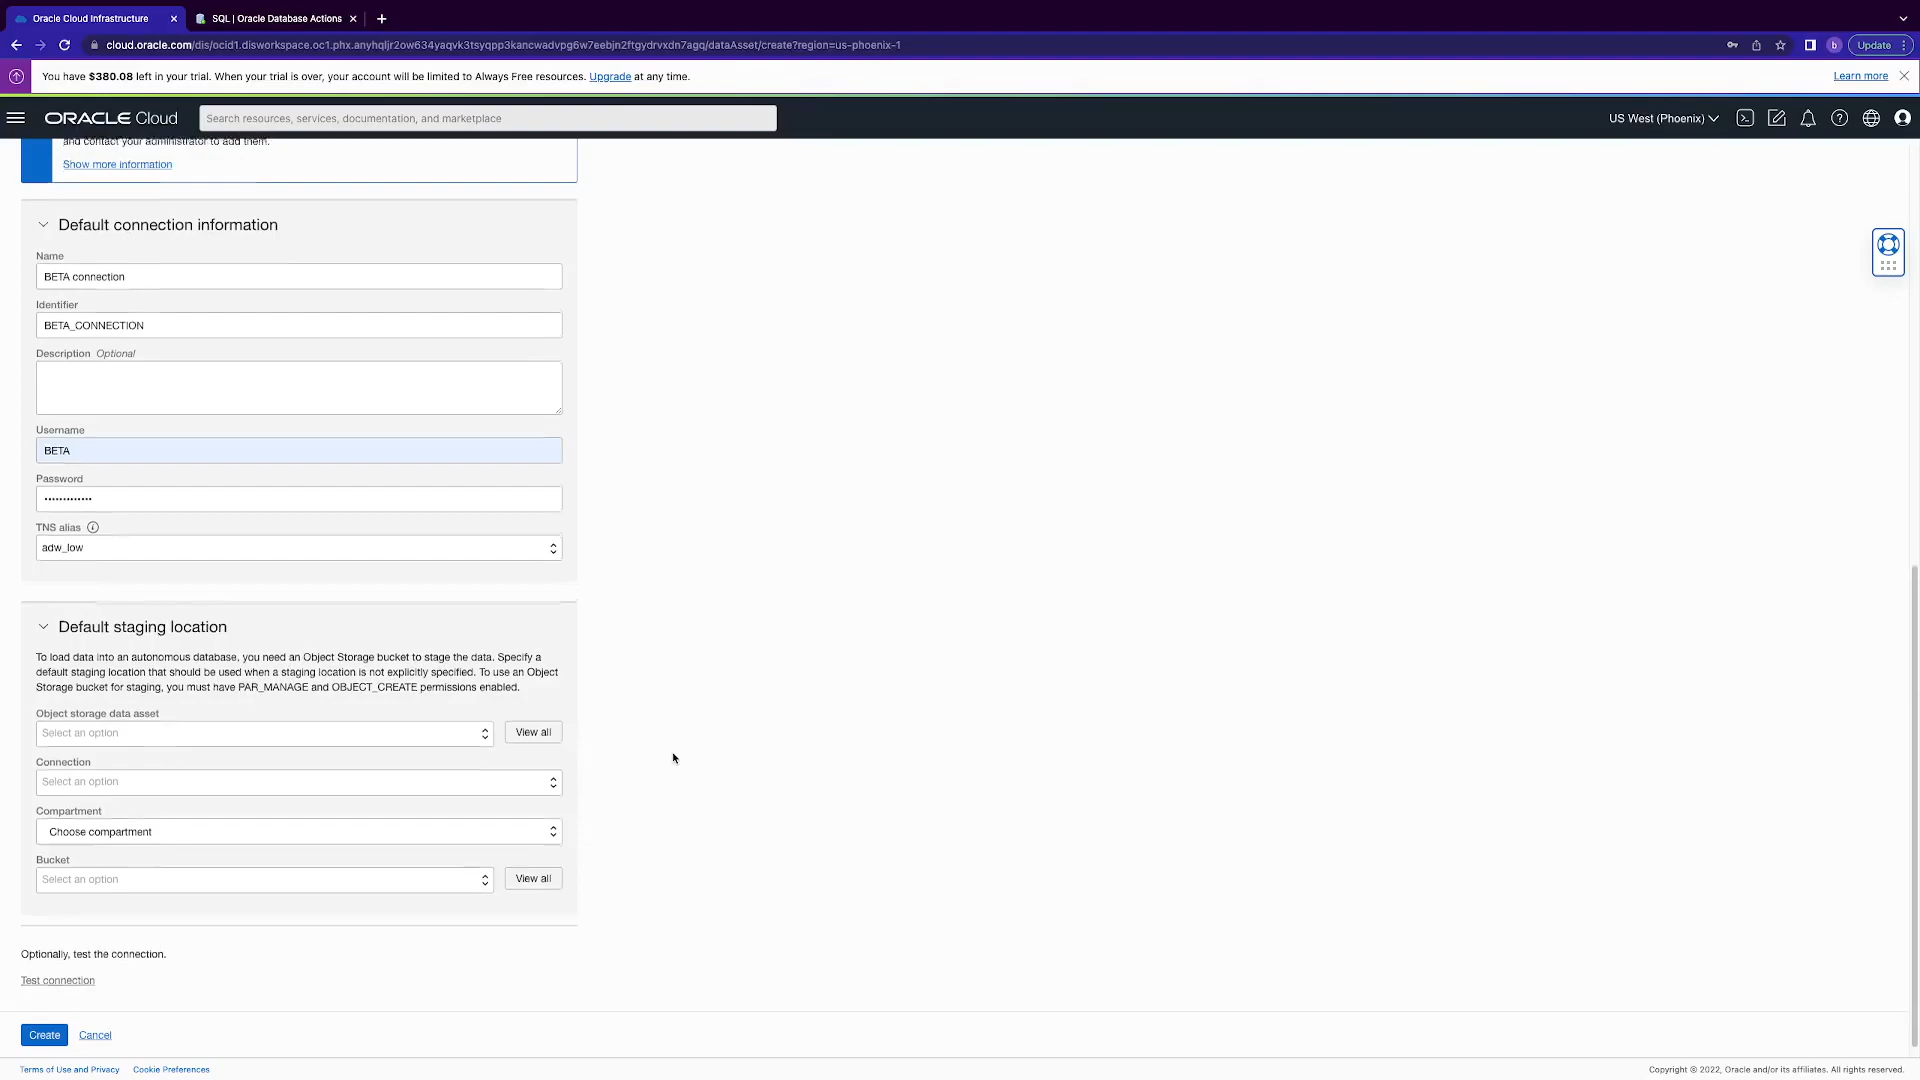 Oracle Cloud Infrastructure
SQL | Oracle Database Actions
cloud.oracle.com/dis/ocid1.disworkspace.oc1.phx.anyhqljr2ow634yaqvk3tsyqpp3kancwadvpg6w7eebjn2ftgydrvxdn7agq/dataAsset/create?region=us-phoenix-1
b
Update
You have $380.08 left in your trial. When your trial is over, your account will be limited to Always Free resources. Upgrade at any time.
Learn more
ORACLE Cloud
Search resources, services, documentation, and marketplace
US West (Phoenix)
and contact your administrator to add them.
Show more information
Default connection information
Name
BETA connection
Identifier
BETA_CONNECTION
Description Optional
Username
BETA
Password
TNS alias
adw_low
Default staging location
To load data into an autonomous database, you need an Object Storage bucket to stage the data. Specify a
default staging location that should be used when a staging location is not explicitly specified. To use an Object
Storage bucket for staging, you must have PAR_MANAGE and OBJECT_CREATE permissions enabled.
Object storage data asset
Select an option
View all
Connection
Select an option
Compartment
Choose compartment
Bucket
Select an option
View all
Optionally, test the connection.
Test connection
Create
Cancel
Terms of Use and Privacy
Cookie Preferences
Copyright © 2022, Oracle and/or its affiliates. All rights reserved.